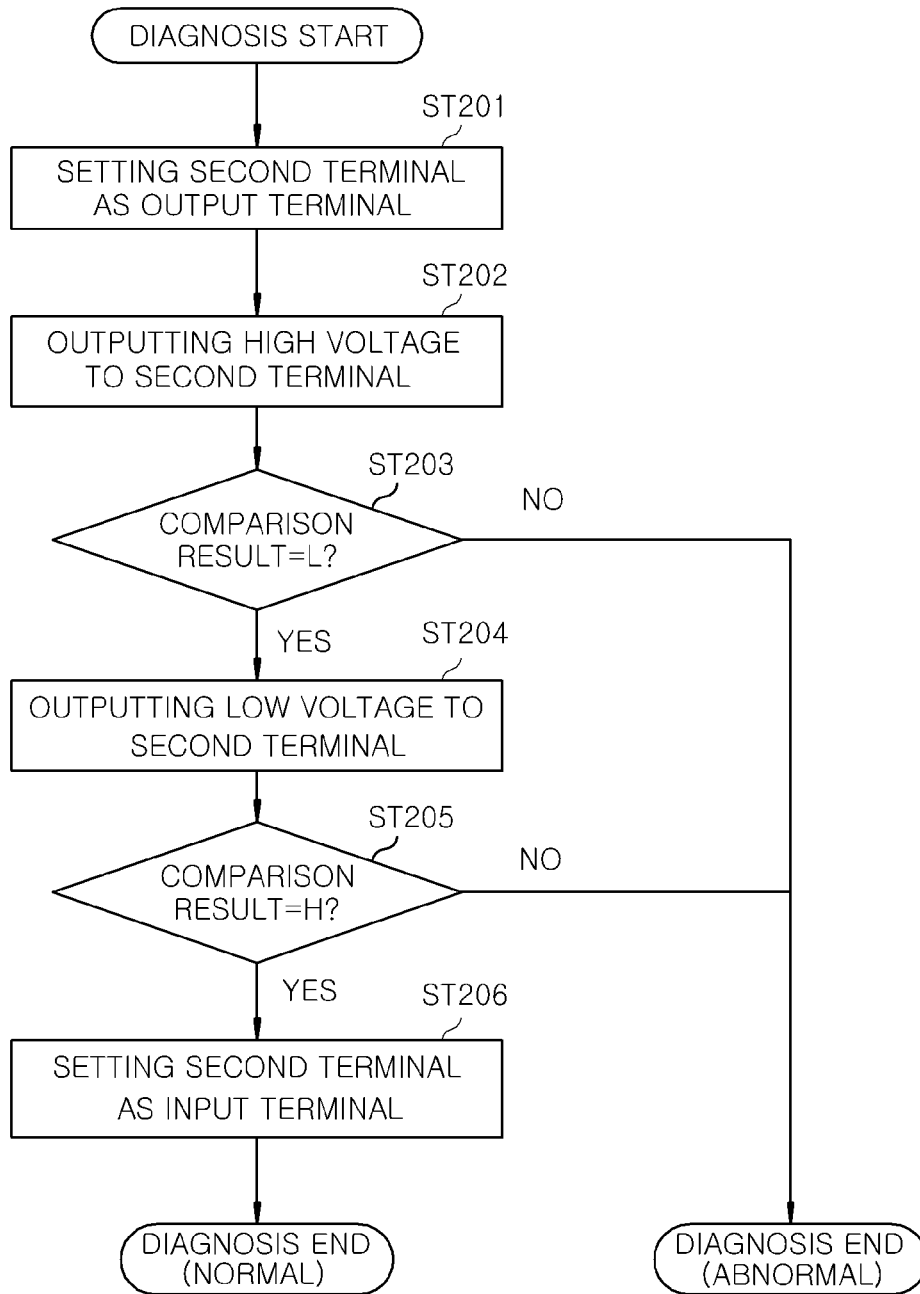 DIAGNOSIS START
ST201
SETTING SECOND TERMINAL
AS OUTPUT TERMINAL
ST202
OUTPUTTING HIGH VOLTAGE
TO SECOND TERMINAL
ST203
NO
COMPARISON
RESULT=L?
YES
ST204
OUTPUTTING LOW VOLTAGE TO
SECOND TERMINAL
ST205
NO
COMPARISON
RESULT=H?
YES
ST206
SETTING SECOND TERMINAL
AS INPUT TERMINAL
DIAGNOSIS END
(NORMAL)
DIAGNOSIS END
(ABNORMAL)